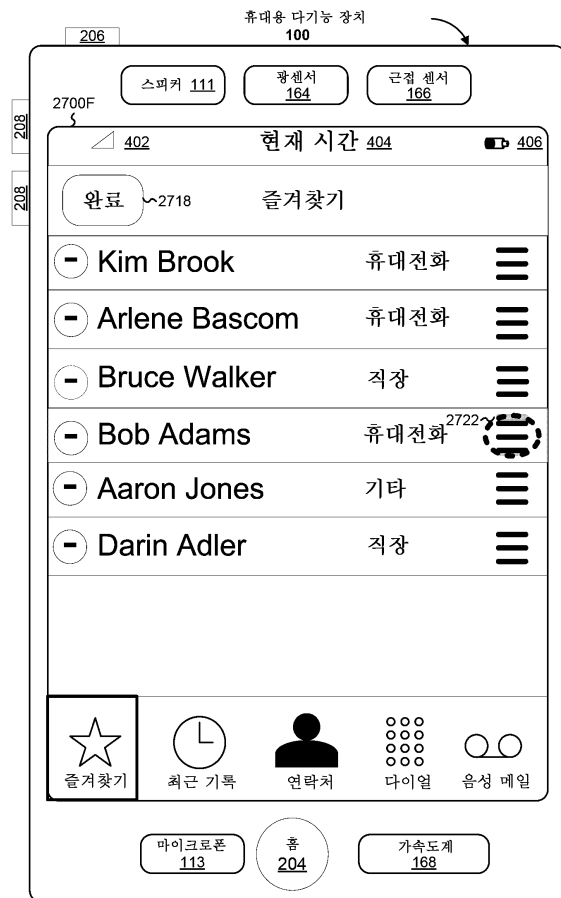 휴대용 다기능 장치
100
206
스피커 111
광센서
164
근접 센서
166
2700F
208
208
402
현재 시간 404
406
완료
2718
즐겨찾기
Kim Brook 휴대전화
Arlene Bascom 휴대전화
Bruce Walker 직장
2722
Bob Adams 휴대전화
Aaron Jones 기타
Darin Adler 직장
즐겨찾기
최근 기록
연락처
다이얼
음성 메일
마이크로폰
113
홈
204
가속도계
168